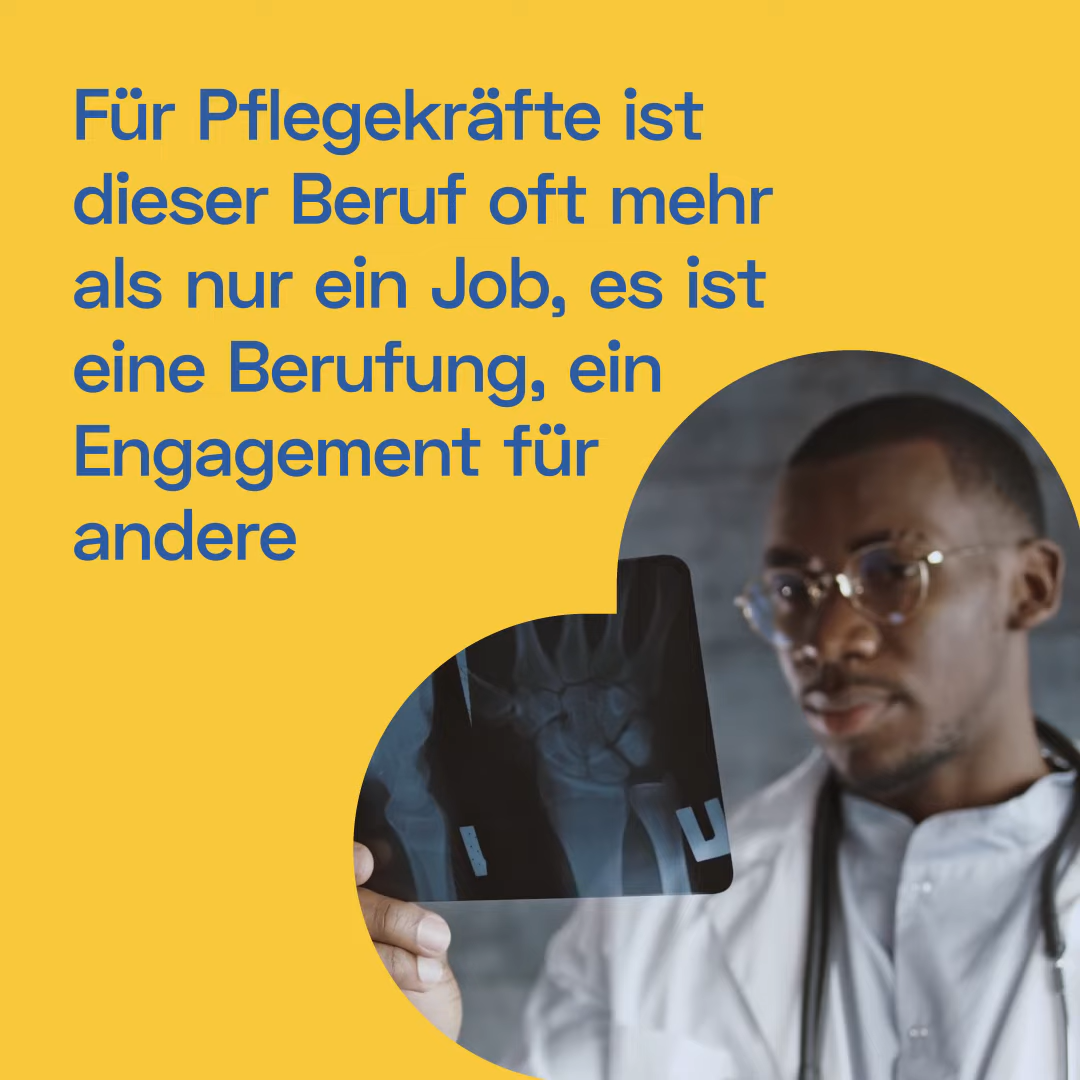 Für Pflegekräfte ist
dieser Beruf oft mehr
als nur ein Job, es ist
eine Berufung, ein
Engagement für
andere